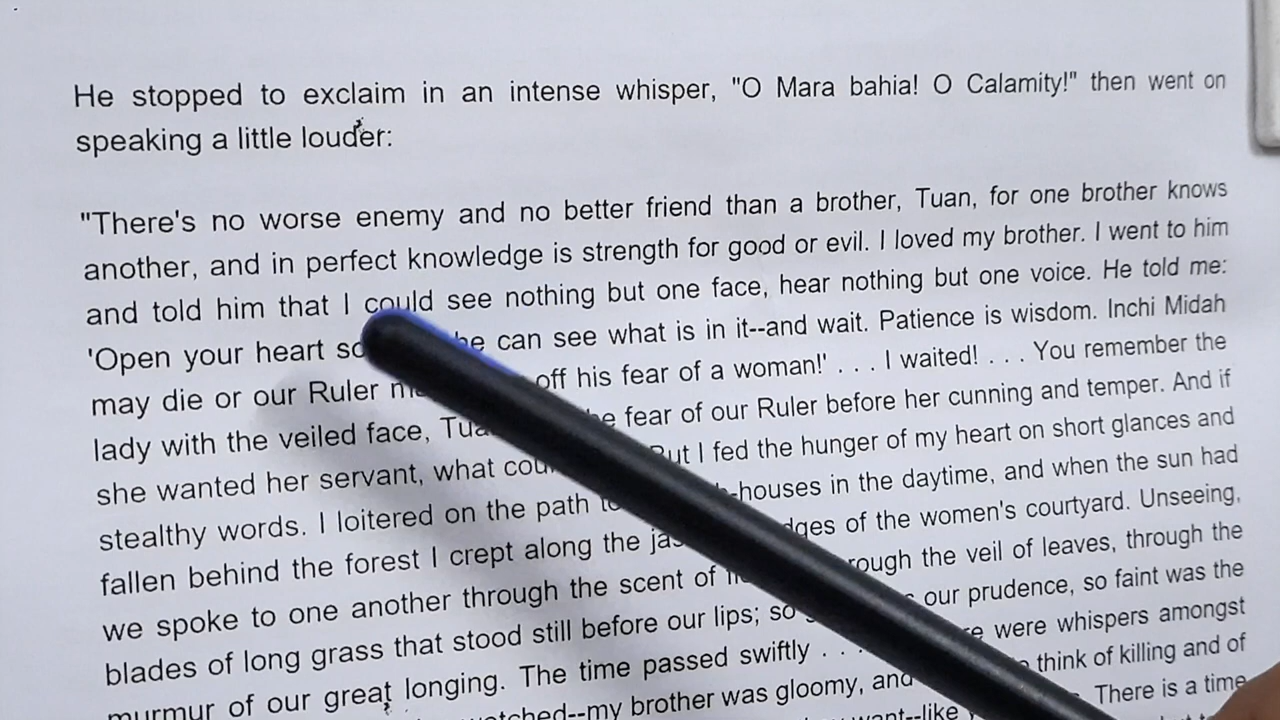 He stopped to exclaim in an intense whisper, "O Mara bahia! O Calamity!" then went on
speaking a little louder:
"There's no worse enemy and no better friend than a brother, Tuan, for one brother knows
another, and in perfect knowledge is strength for good or evil. I loved my brother. I went to him
and told him that I could see nothing but one face, hear nothing but one voice. He told me:
'Open your heart so can see what is in it--and wait. Patience is wisdom. Inchi Midah
may die or our Ruler off his fear of a woman!' . . . I waited! . . . You remember the
lady with the veiled face, fear of our Ruler before her cunning and temper. And if
she wanted her servant, what But I fed the hunger of my heart on short glances and
stealthy words. I loitered on the path -houses in the daytime, and when the sun had
fallen behind the forest I crept along the of the women's courtyard. Unseeing,
we spoke to one another through the scent of through the veil of leaves, through the
blades of long grass that stood still before our lips; so our prudence, so faint was the
murmur of our great longing. The time passed swiftly . . . were whispers amongst
my brother was gloomy, and think of killing and of
want--like There is a time